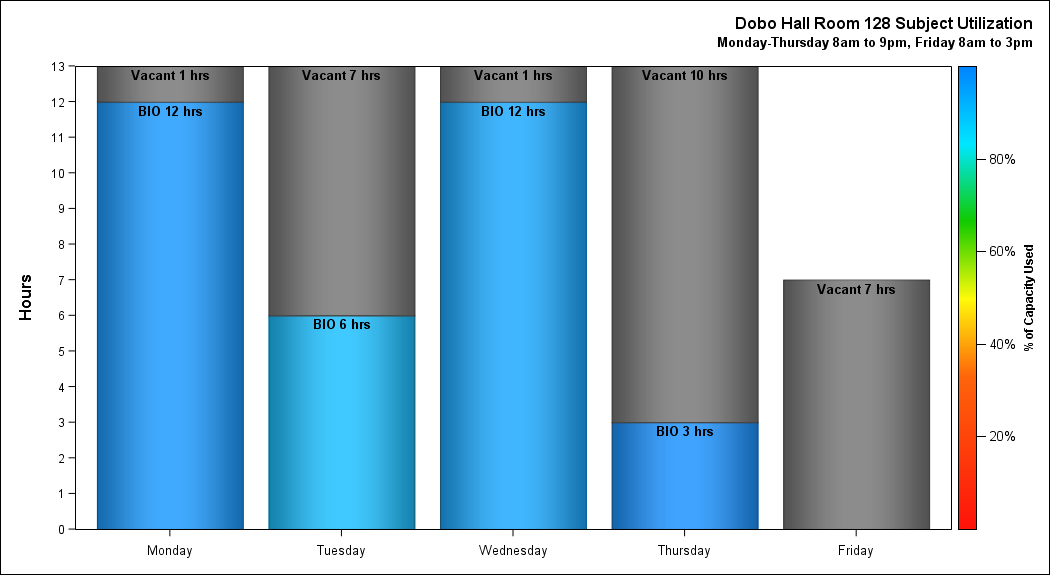 Dobo Hall Room 128 Subject Utilization
Monday-Thursday 8am to 9pm, Friday 8am to 3pm
Hours
13
12
11
10
9
8
7
6
5
4
3
2
1
0
Vacant 1 hrs
BIO 12 hrs
Vacant 7 hrs
BIO 6 hrs
Vacant 1 hrs
BIO 12 hrs
Vacant 10 hrs
BIO 3 hrs
Vacant 7 hrs
Monday
Tuesday
Wednesday
Thursday
Friday
80%
60%
40%
20%
% of Capacity Used